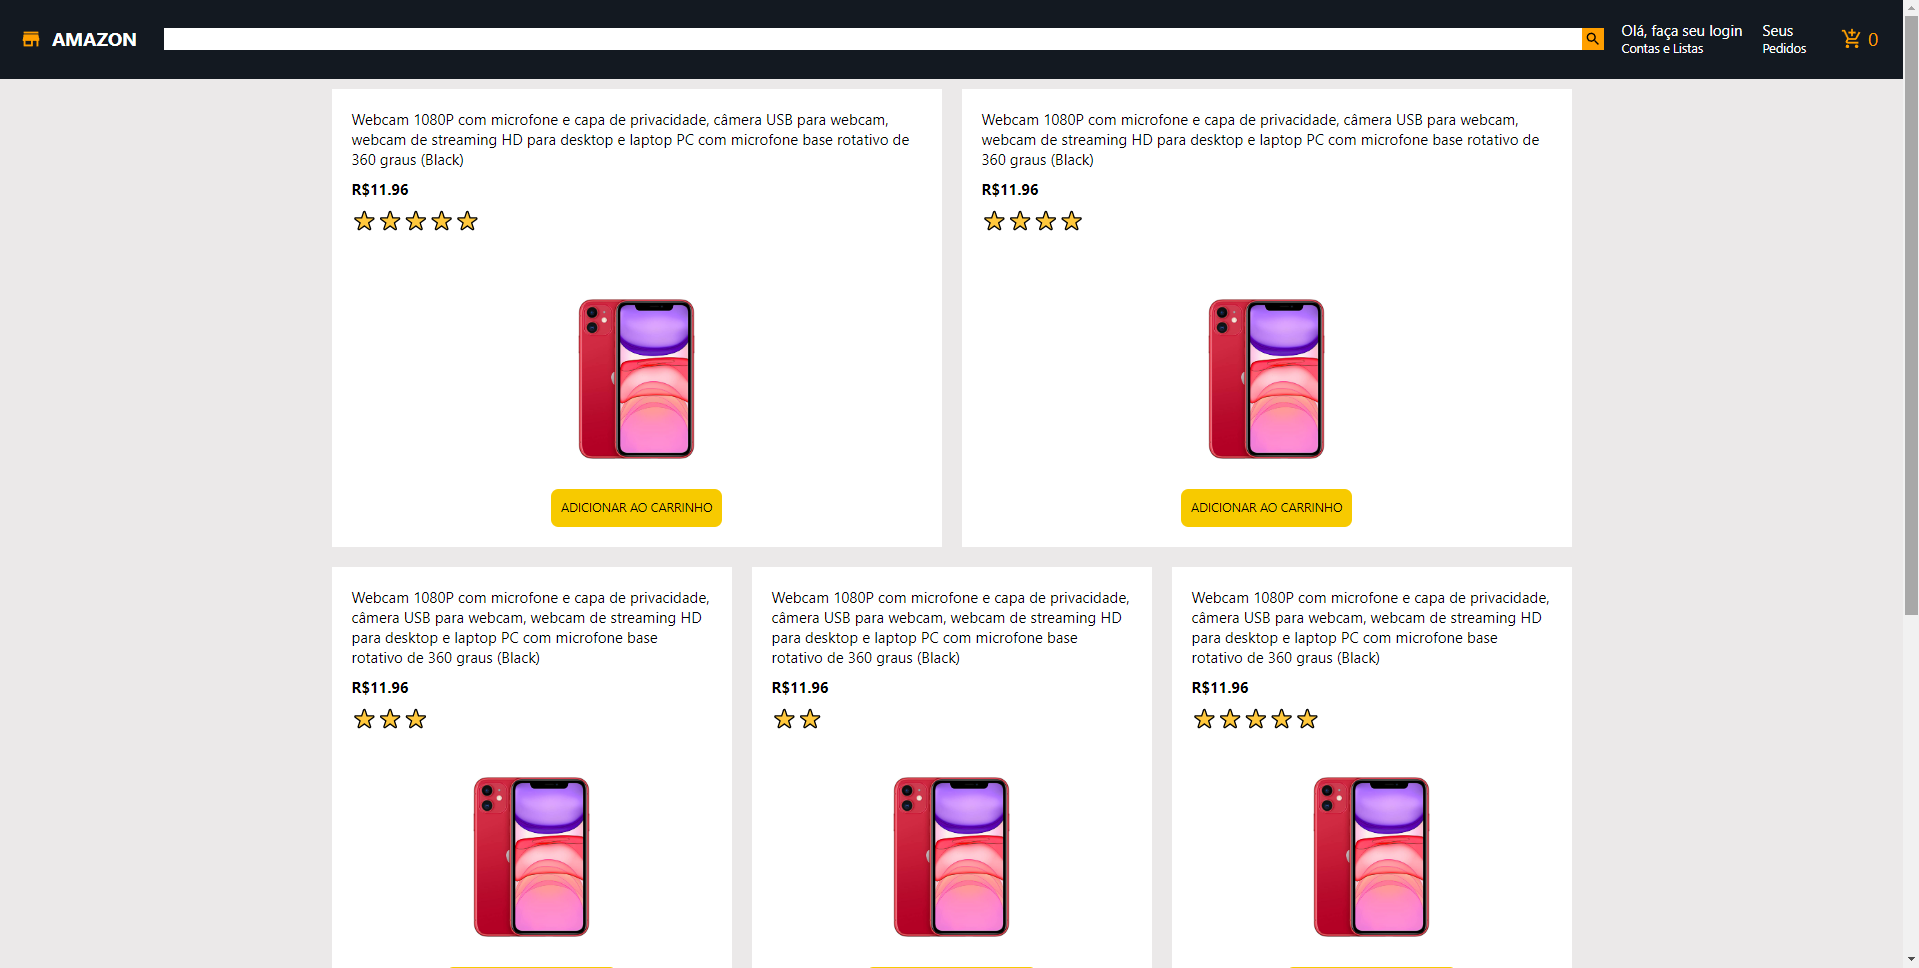 AMAZON
Olá, faça seu login
Contas e Listas
Seus
Pedidos
0
Webcam 1080P com microfone e capa de privacidade, câmera USB para webcam,
webcam de streaming HD para desktop e laptop PC com microfone base rotativo de
360 graus (Black)
R$11.96
ADICIONAR AO CARRINHO
Webcam 1080P com microfone e capa de privacidade, câmera USB para webcam,
webcam de streaming HD para desktop e laptop PC com microfone base rotativo de
360 graus (Black)
R$11.96
ADICIONAR AO CARRINHO
Webcam 1080P com microfone e capa de privacidade,
câmera USB para webcam, webcam de streaming HD
para desktop e laptop PC com microfone base
rotativo de 360 graus (Black)
R$11.96
Webcam 1080P com microfone e capa de privacidade,
câmera USB para webcam, webcam de streaming HD
para desktop e laptop PC com microfone base
rotativo de 360 graus (Black)
R$11.96
Webcam 1080P com microfone e capa de privacidade,
câmera USB para webcam, webcam de streaming HD
para desktop e laptop PC com microfone base
rotativo de 360 graus (Black)
R$11.96